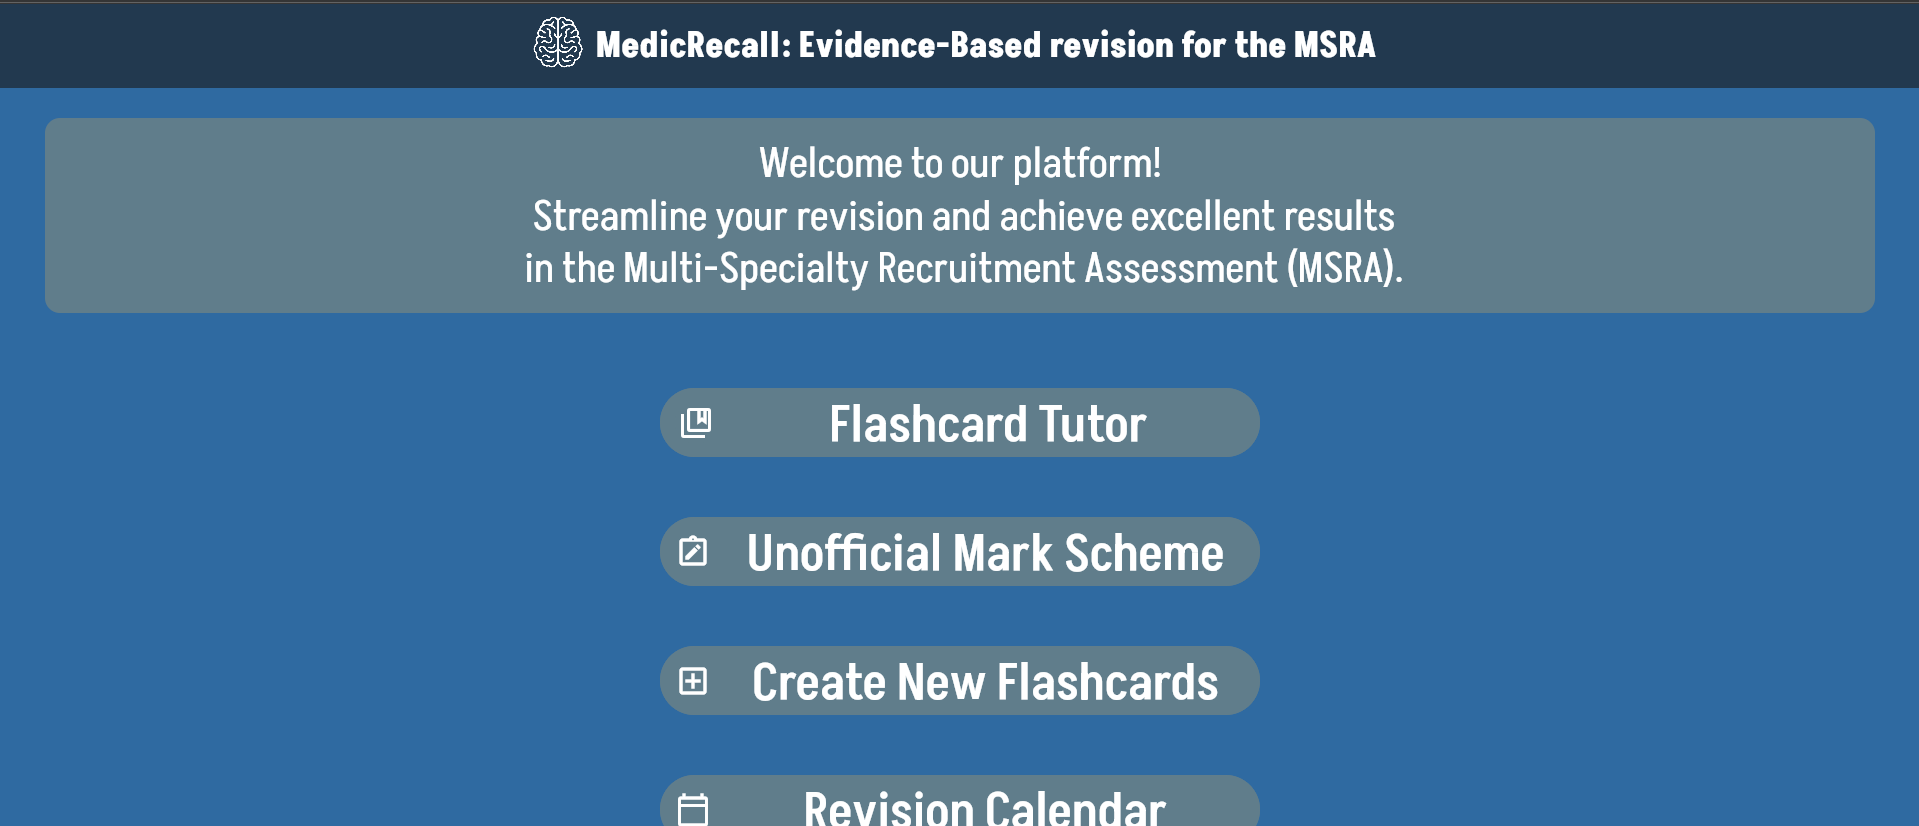 MedicRecall: Evidence-Based revision for the MSRA
Welcome to our platform!
Streamline your revision and achieve excellent results
in the Multi-Specialty Recruitment Assessment (MSRA).
Flashcard Tutor
Unofficial Mark Scheme
Create New Flashcards
Revision Calendar